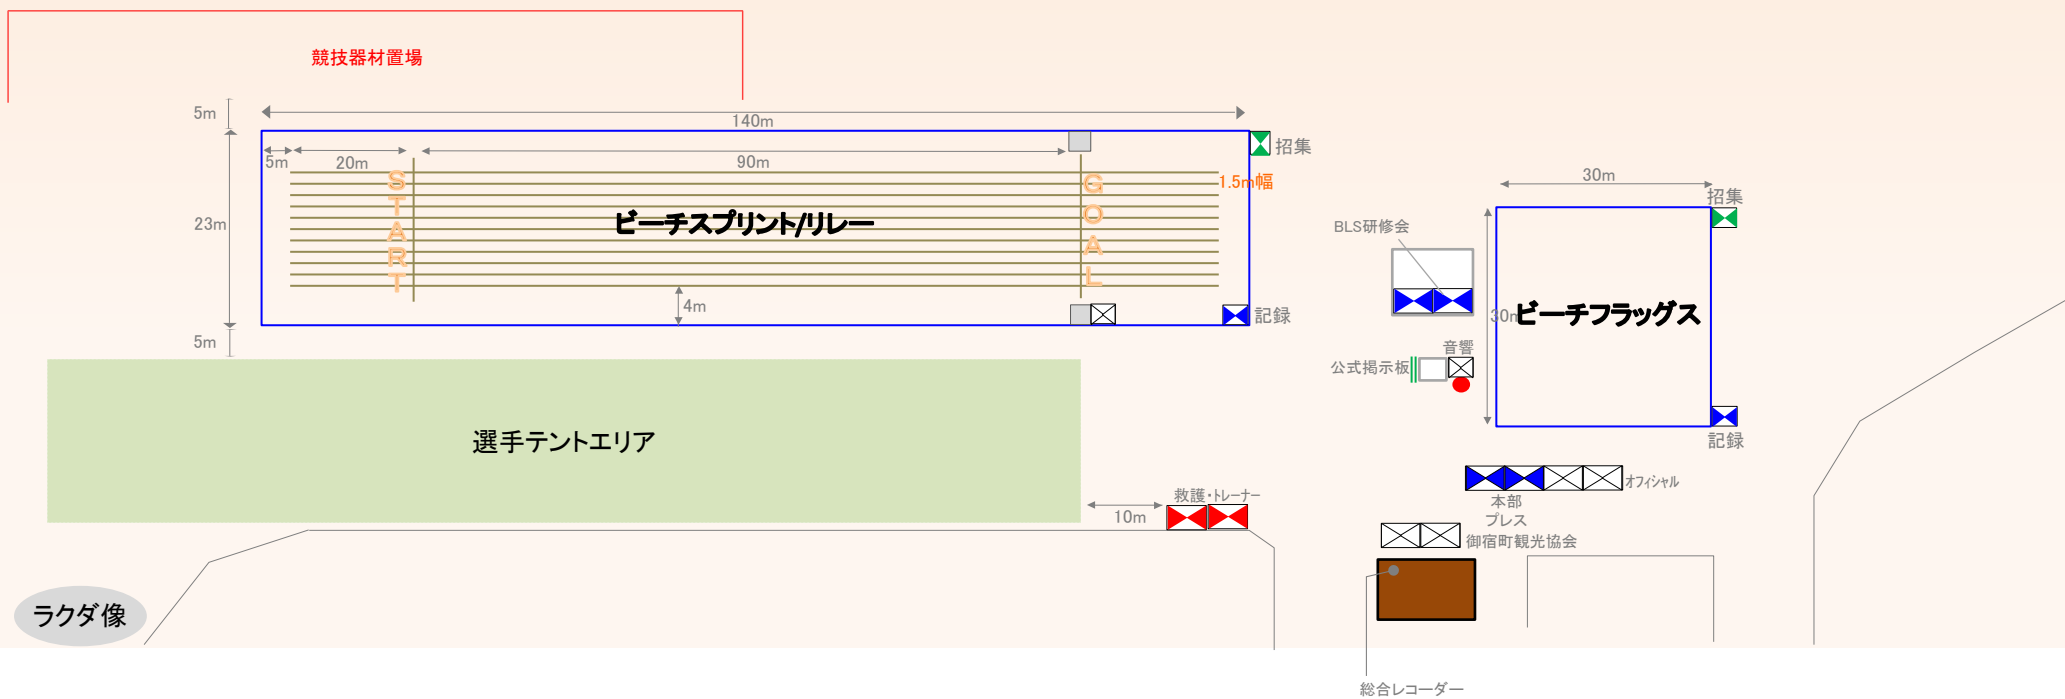 競技器材置場
5m
140m
招集
5m
20m
90m
1.5m幅
START
GOAL
23m
ビーチスプリント/リレー
4m
記録
5m
選手テントエリア
救護・トレーナー
10m
ラクダ像
30m
招集
BLS研修会
30m
ビーチフラッグス
音響
公式掲示板
記録
オフィシャル
本部
プレス
御宿町観光協会
総合レコーダー